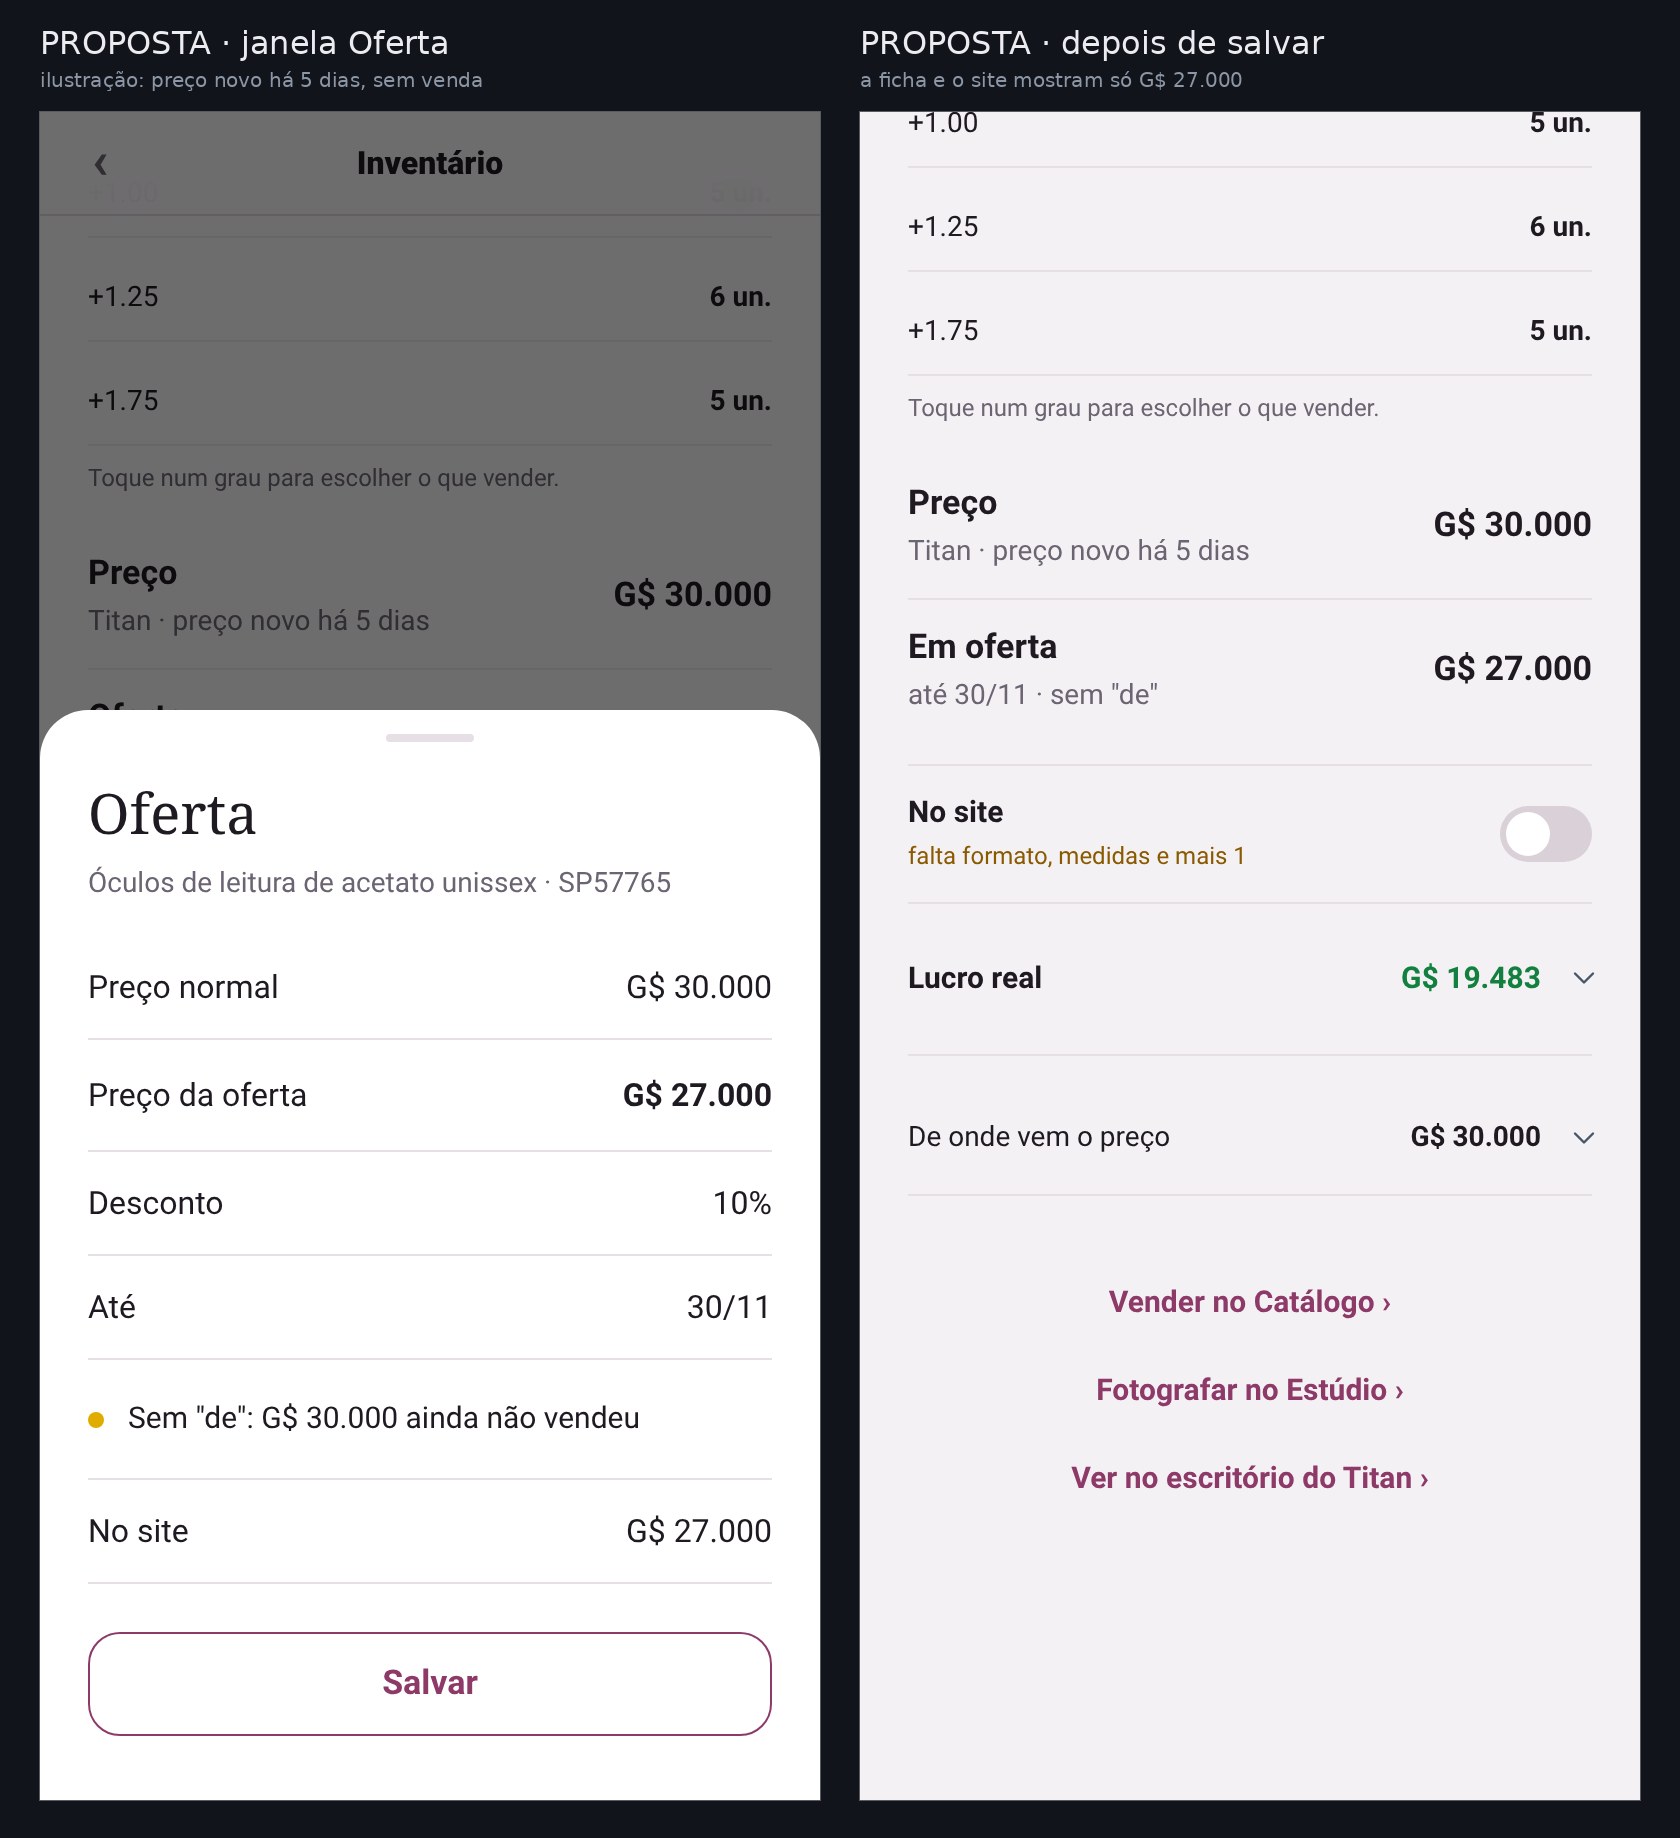 PROPOSTA · janela Oferta
ilustração: preço novo há 5 dias, sem venda
‹ Inventário
+1.00 5 un.
+1.25 6 un.
+1.75 5 un.
Toque num grau para escolher o que vender.
Preço
G$ 30.000
Titan · preço novo há 5 dias
Oferta
Óculos de leitura de acetato unissex · SP57765
Preço normal G$ 30.000
Preço da oferta G$ 27.000
Desconto 10%
Até 30/11
Sem "de": G$ 30.000 ainda não vendeu
No site G$ 27.000
Salvar
PROPOSTA · depois de salvar
a ficha e o site mostram só G$ 27.000
+1.00 5 un.
+1.25 6 un.
+1.75 5 un.
Toque num grau para escolher o que vender.
Preço
G$ 30.000
Titan · preço novo há 5 dias
Em oferta
G$ 27.000
até 30/11 · sem "de"
No site
falta formato, medidas e mais 1
Lucro real G$ 19.483
De onde vem o preço G$ 30.000
Vender no Catálogo ›
Fotografar no Estúdio ›
Ver no escritório do Titan ›